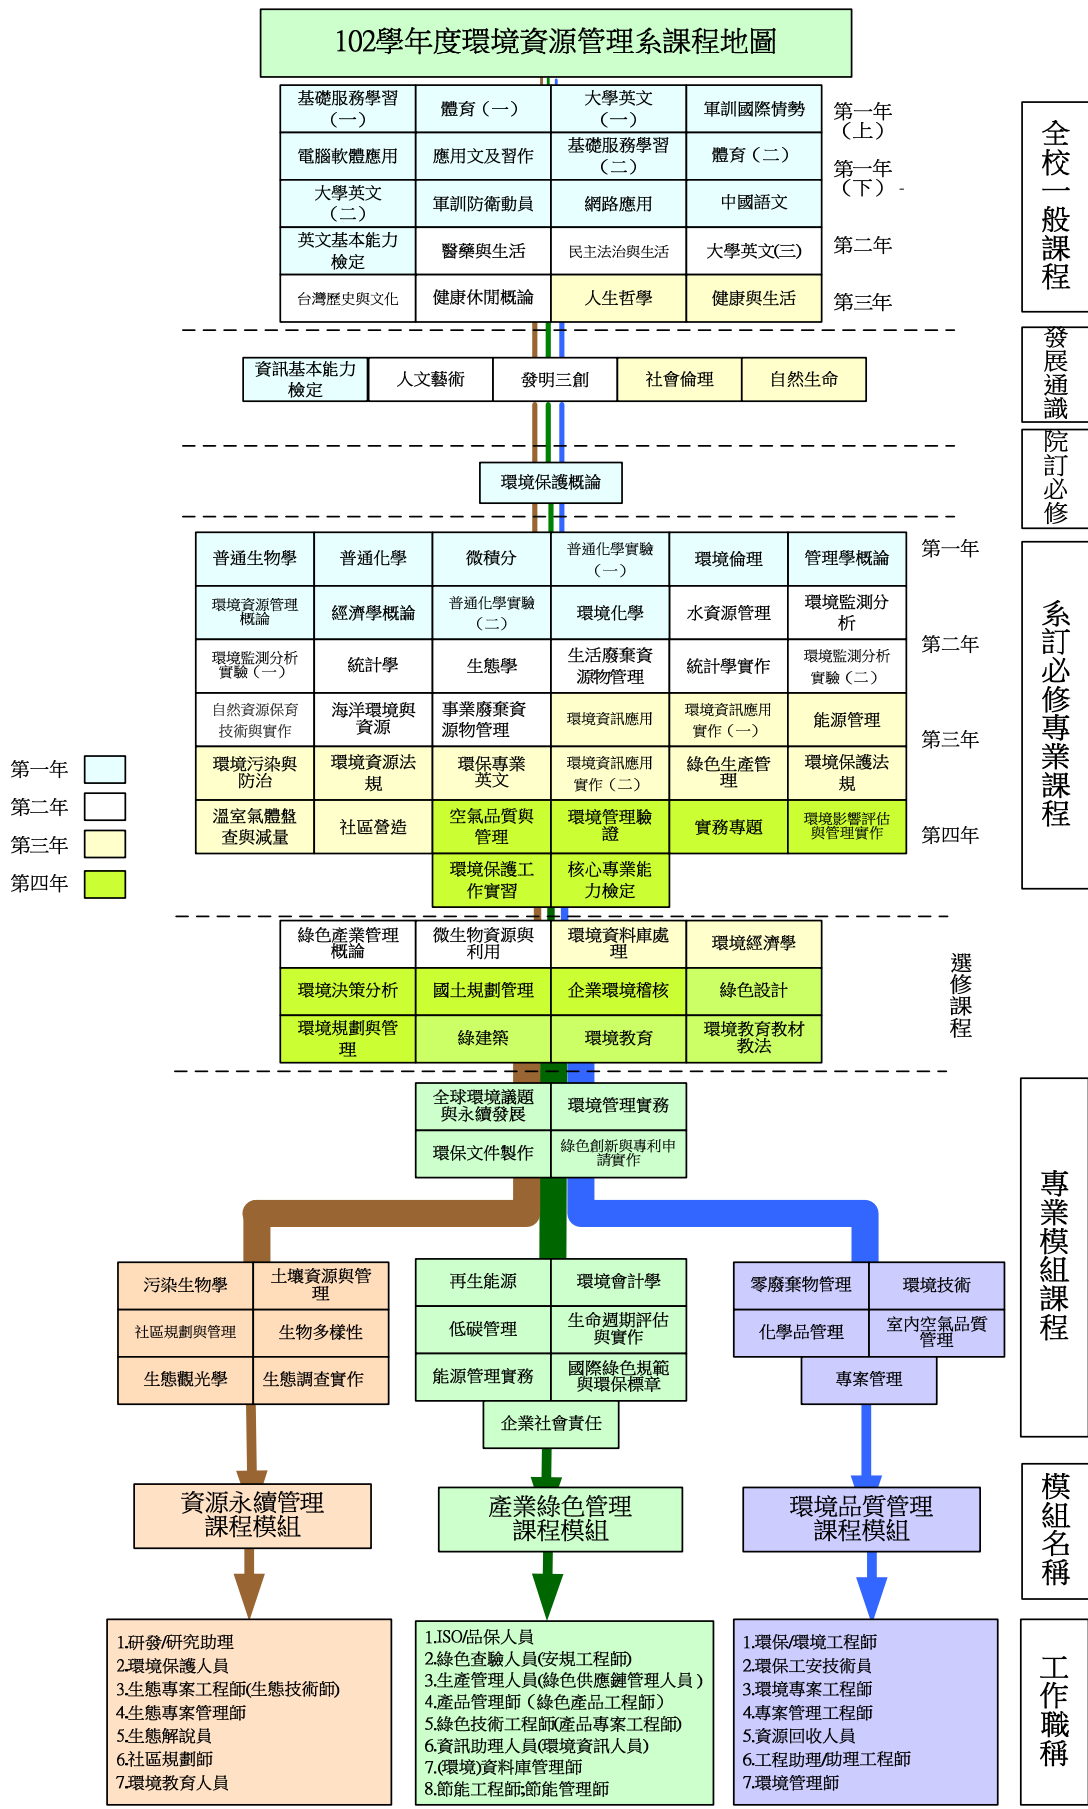 102學年度環境資源管理系課程地圖
基礎服務學習
（一）
體育（一）
大學英文
（一）
軍訓國際情勢
第一年
（上）
電腦軟體應用
應用文及習作
基礎服務學習
（二）
體育（二）
第一年
（下） -
大學英文
（二）
軍訓防衛動員
網路應用
中國語文
英文基本能力
檢定
醫藥與生活
民主法治與生活
大學英文(三)
第二年
台灣歷史與文化
健康休閒概論
人生哲學
健康與生活
第三年
全校一般課程
資訊基本能力
檢定
人文藝術
發明三創
社會倫理
自然生命
發展通識
環境保護概論
院訂必修
普通生物學
普通化學
微積分
普通化學實驗
（一）
環境倫理
管理學概論
第一年
環境資源管理
概論
經濟學概論
普通化學實驗
（二）
環境化學
水資源管理
環境監測分
析
第二年
環境監測分析
實驗（一）
統計學
生態學
生活廢棄資
源物管理
統計學實作
環境監測分析
實驗（二）
自然資源保育
技術與實作
海洋環境與
資源
事業廢棄資
源物管理
環境資訊應用
環境資訊應用
實作（一）
能源管理
第三年
環境污染與
防治
環境資源法
規
環保專業
英文
環境資訊應用
實作（二）
綠色生產管
理
環境保護法
規
溫室氣體盤
查與減量
社區營造
空氣品質與
管理
環境管理驗
證
實務專題
環境影響評估
與管理實作
第四年
環境保護工
作實習
核心專業能
力檢定
系訂必修專業課程
第一年
第二年
第三年
第四年
綠色產業管理
概論
微生物資源與
利用
環境資料庫處
理
環境經濟學
環境決策分析
國土規劃管理
企業環境稽核
綠色設計
環境規劃與管
理
綠建築
環境教育
環境教育教材
教法
選修課程
全球環境議題
與永續發展
環境管理實務
環保文件製作
綠色創新與專利申
請實作
專業模組課程
污染生物學
土壤資源與管
理
社區規劃與管理
生物多樣性
生態觀光學
生態調查實作
再生能源
環境會計學
低碳管理
生命週期評估
與實作
能源管理實務
國際綠色規範
與環保標章
企業社會責任
零廢棄物管理
環境技術
化學品管理
室內空氣品質
管理
專案管理
資源永續管理
課程模組
產業綠色管理
課程模組
環境品質管理
課程模組
模組名稱
1.研發/研究助理
2.環境保護人員
3.生態專案工程師(生態技術師)
4.生態專案管理師
5.生態解說員
6.社區規劃師
7.環境教育人員
1.ISO/品保人員
2.綠色查驗人員(安規工程師)
3.生產管理人員(綠色供應鏈管理人員)
4.產品管理師（綠色產品工程師）
5.綠色技術工程師(產品專案工程師)
6.資訊助理人員(環境資訊人員)
7.(環境)資料庫管理師
8.節能工程師;節能管理師
1.環保/環境工程師
2.環保工安技術員
3.環境專案工程師
4.專案管理工程師
5.資源回收人員
6.工程助理/助理工程師
7.環境管理師
工作職稱